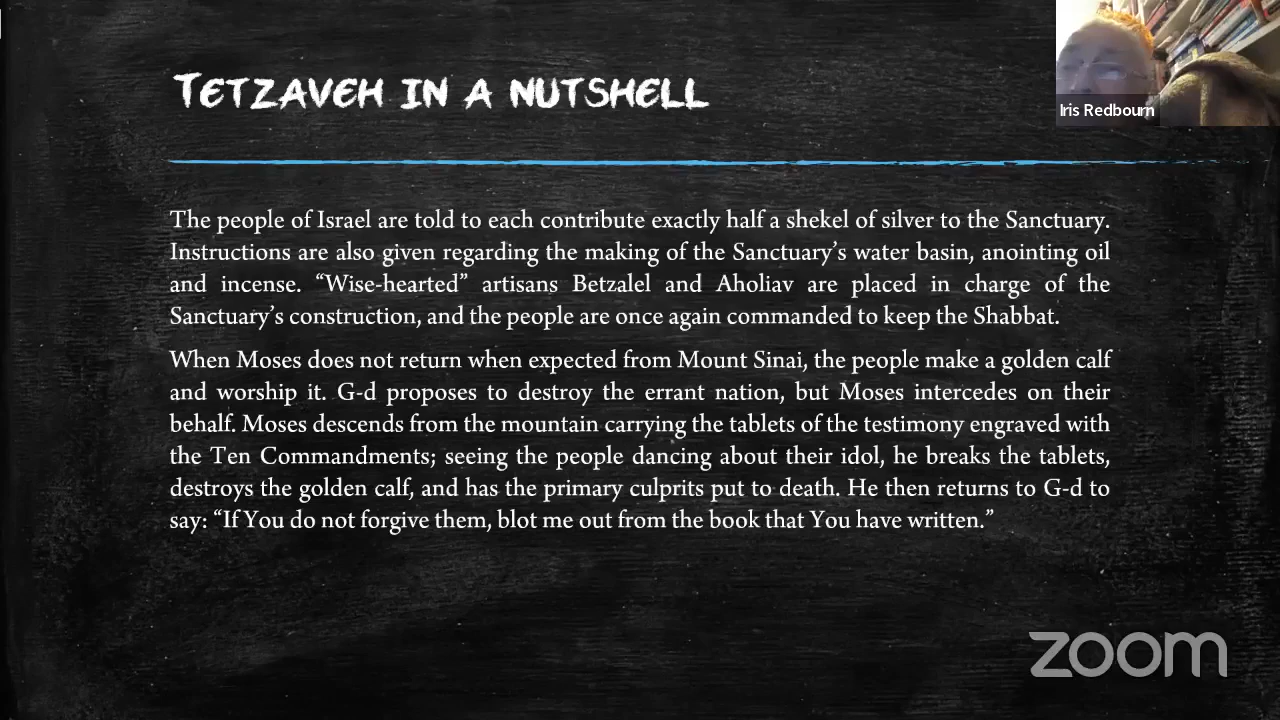 TETZAVEH IN A NUTSHELL
Iris Redbourn
The people of Israel are told to each contribute exactly half a shekel of silver to the Sanctuary.
Instructions are also given regarding the making of the Sanctuary’s water basin, anointing oil
and incense. “Wise-hearted” artisans Betzalel and Aholiav are placed in charge of the
Sanctuary’s construction, and the people are once again commanded to keep the Shabbat.
When Moses does not return when expected from Mount Sinai, the people make a golden calf
and worship it. G-d proposes to destroy the errant nation, but Moses intercedes on their
behalf. Moses descends from the mountain carrying the tablets of the testimony engraved with
the Ten Commandments; seeing the people dancing about their idol, he breaks the tablets,
destroys the golden calf, and has the primary culprits put to death. He then returns to G-d to
say: “If You do not forgive them, blot me out from the book that You have written.”
zoom